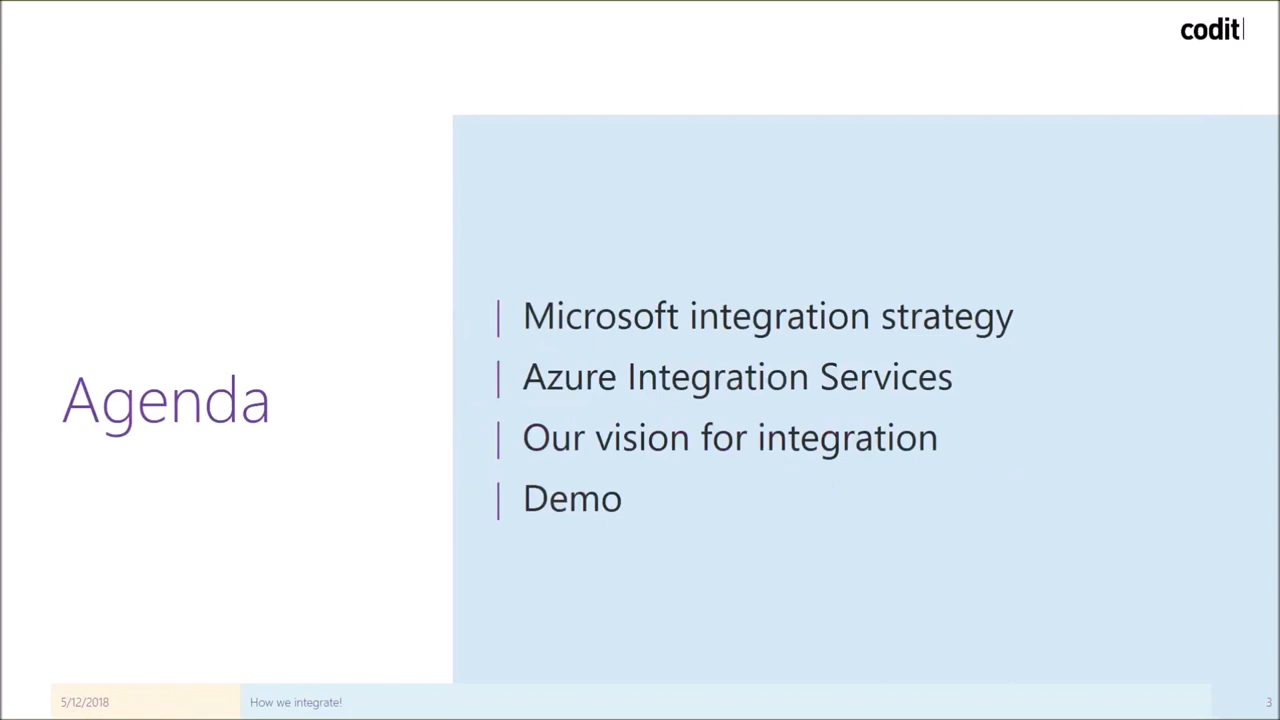 codit
Agenda
Microsoft integration strategy
Azure Integration Services
Our vision for integration
Demo
5/12/2018
How we integrate!
3